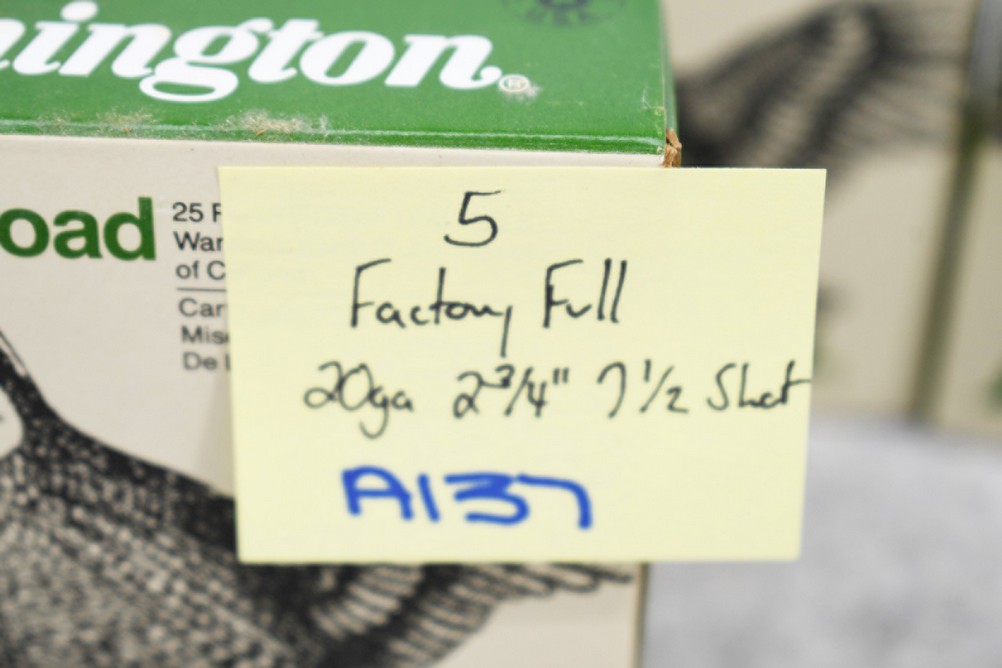 ington®
oad
25
War
of C
Car
Mis
De
5
Factory Full
20ga 2 3/4" 7 1/2 Shot
A137